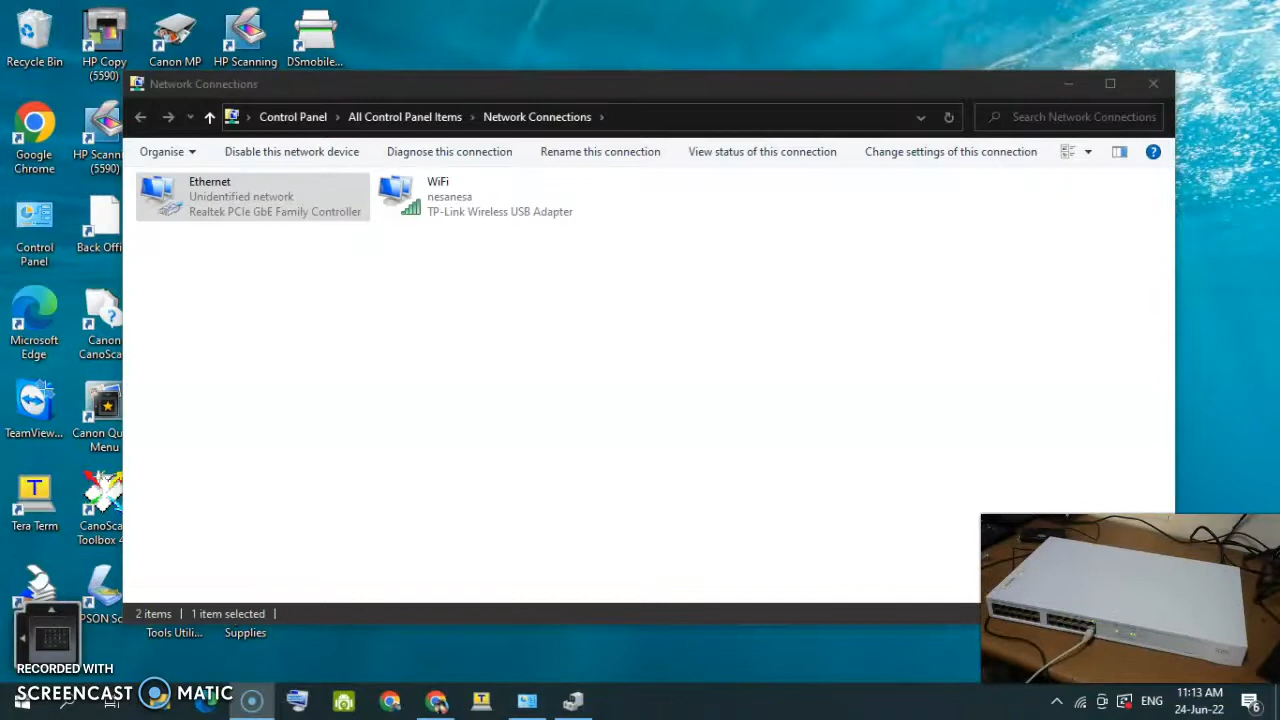 Recycle Bin
HP Copy
(5590)
Canon MP
HP Scanning
DSmobile...
Network Connections
Control Panel
All Control Panel Items
Network Connections
Search Network Connections
Organise
Disable this network device
Diagnose this connection
Rename this connection
View status of this connection
Change settings of this connection
Ethernet
Unidentified network
Realtek PCIe GbE Family Controller
WiFi
nesanesa
TP-Link Wireless USB Adapter
Google
Chrome
HP Scann
(5590)
Control
Panel
Back Offi
Microsoft
Edge
Canon
CanoSca
TeamView...
Canon Qu
Menu
T
Tera Term
CanoSca
Toolbox 4
EPSON Sc
2 items
1 item selected
Tools Utili...
Supplies
RECORDED WITH
SCREENCAST MATIC
T
ENG
11:13 AM
24-Jun-22
6